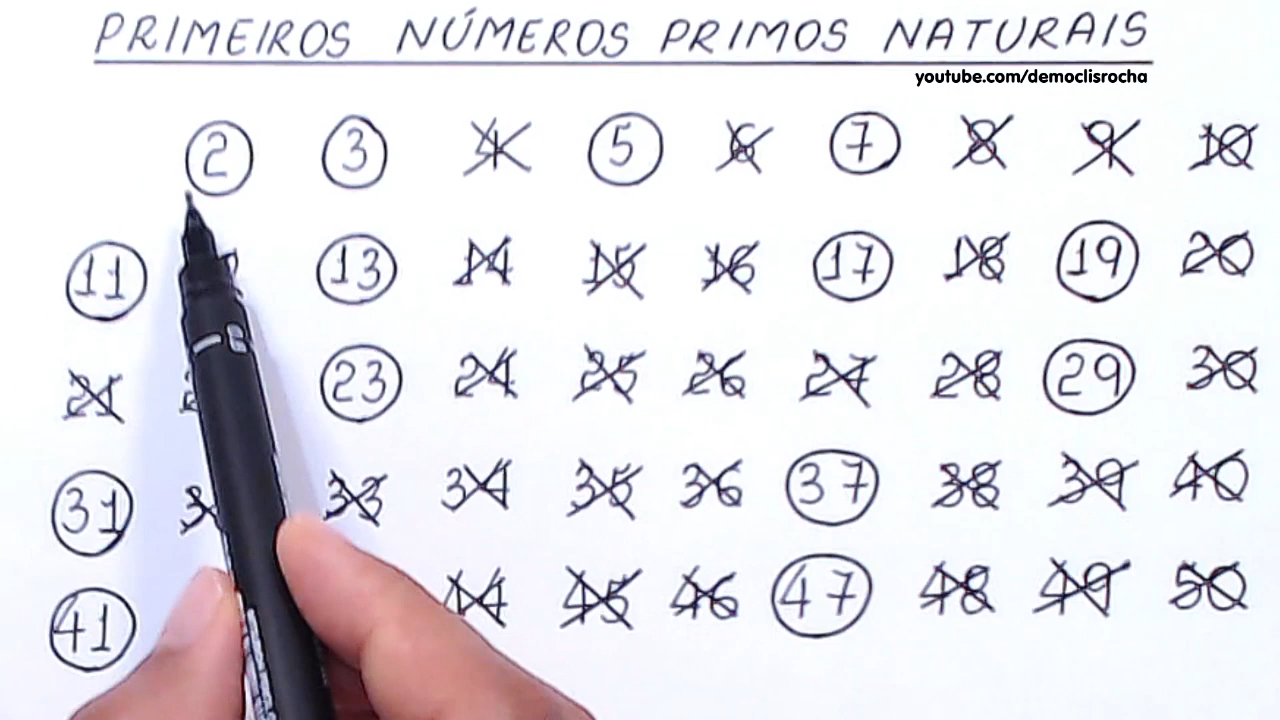 PRIMEIROS NÚMEROS PRIMOS NATURAIS
youtube.com/democlisrocha
2 3 4 5 6 7 8 9 10
11 13 14 15 16 17 18 19 20
21 23 24 25 26 27 28 29 30
31 33 34 35 36 37 38 39 40
41 44 45 46 47 48 49 50